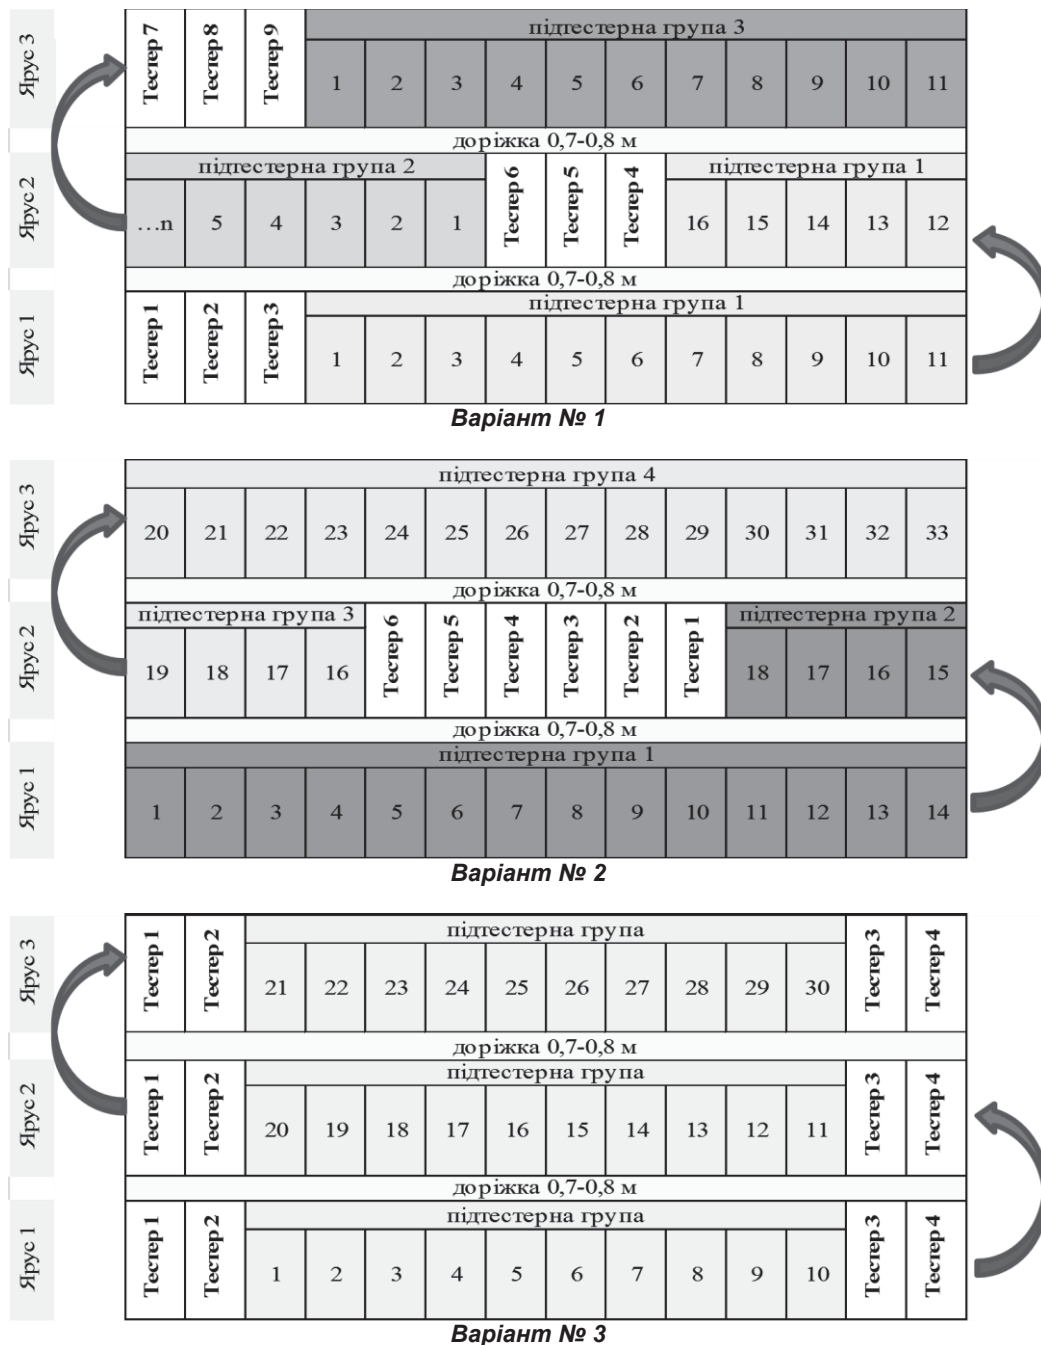 Ярус 3
Тестер 7 Тестер 8 Тестер 9
підтестерна група 3
1 2 3 4 5 6 7 8 9 10 11
доріжка 0,7-0,8 м
Ярус 2
підтестерна група 2
…n 5 4 3 2 1
Тестер 6 Тестер 5 Тестер 4
підтестерна група 1
16 15 14 13 12
доріжка 0,7-0,8 м
Ярус 1
Тестер 1 Тестер 2 Тестер 3
підтестерна група 1
1 2 3 4 5 6 7 8 9 10 11
Варіант № 1
Ярус 3
підтестерна група 4
20 21 22 23 24 25 26 27 28 29 30 31 32 33
доріжка 0,7-0,8 м
Ярус 2
підтестерна група 3
19 18 17 16
Тестер 6 Тестер 5 Тестер 4 Тестер 3 Тестер 2 Тестер 1
підтестерна група 2
18 17 16 15
доріжка 0,7-0,8 м
Ярус 1
підтестерна група 1
1 2 3 4 5 6 7 8 9 10 11 12 13 14
Варіант № 2
Ярус 3
Тестер 1 Тестер 2
підтестерна група
21 22 23 24 25 26 27 28 29 30
Тестер 3 Тестер 4
доріжка 0,7-0,8 м
Ярус 2
Тестер 1 Тестер 2
підтестерна група
20 19 18 17 16 15 14 13 12 11
Тестер 3 Тестер 4
доріжка 0,7-0,8 м
Ярус 1
Тестер 1 Тестер 2
підтестерна група
1 2 3 4 5 6 7 8 9 10
Тестер 3 Тестер 4
Варіант № 3